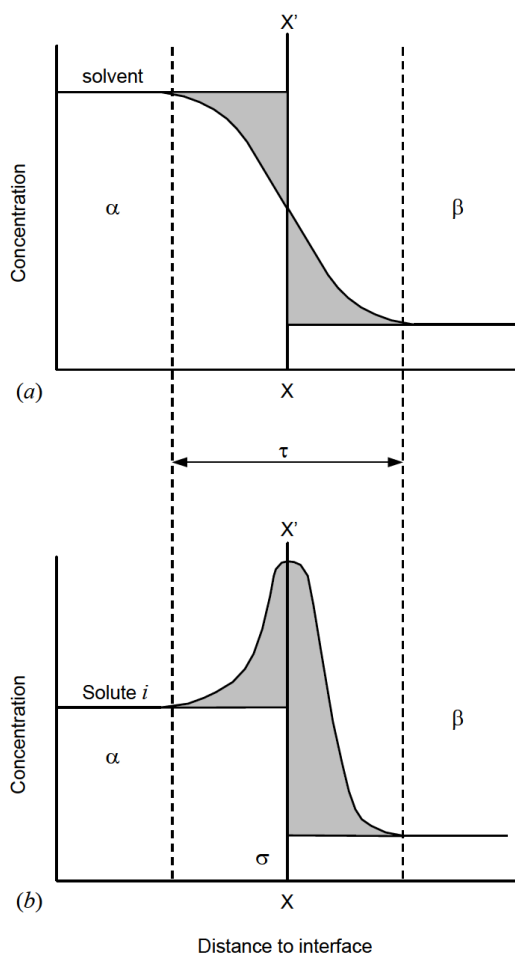 X'
solvent
Concentration
α
β
(a)
X
τ
X'
Solute i
Concentration
α
β
σ
(b)
X
Distance to interface